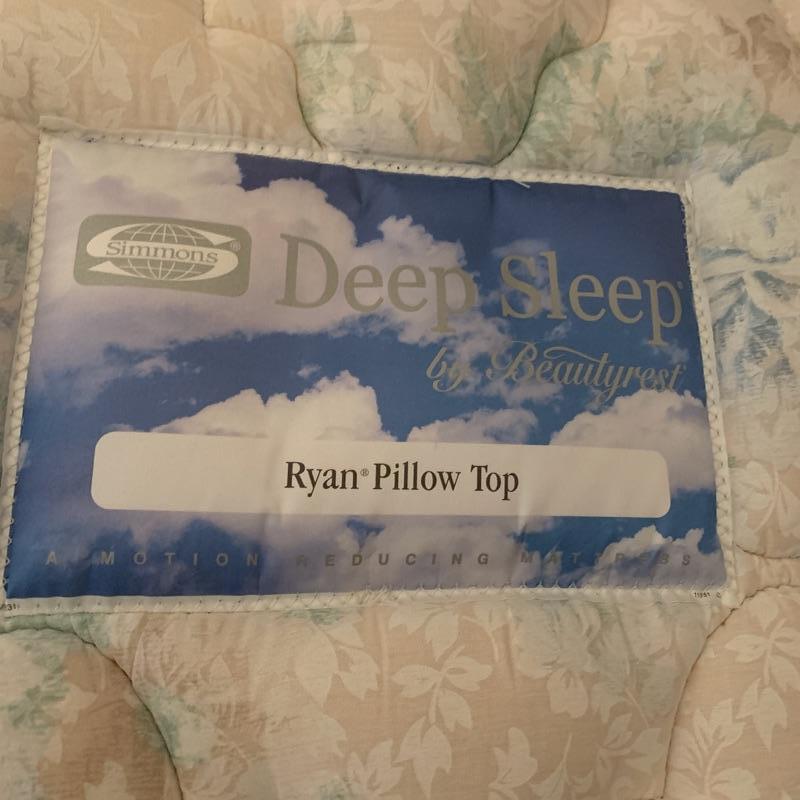 Simmons®
Deep Sleep®
by Beautyrest®
Ryan® Pillow Top
A MOTION REDUCING MATTRESS